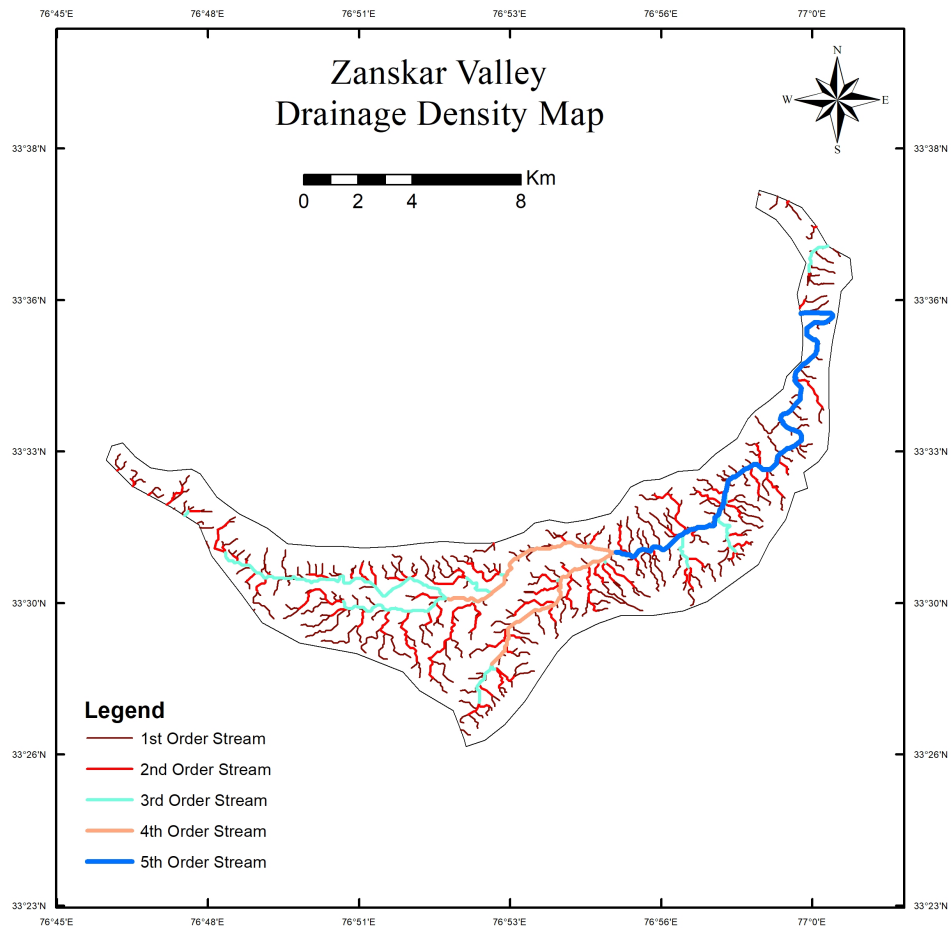 76°45'E 76°48'E 76°51'E 76°53'E 76°56'E 77°0'E
Zanskar Valley
Drainage Density Map
N
W E
S
33°38'N 33°38'N
Km
0 2 4 8
33°36'N 33°36'N
33°33'N 33°33'N
33°30'N 33°30'N
Legend
1st Order Stream
33°26'N 33°26'N
2nd Order Stream
3rd Order Stream
4th Order Stream
5th Order Stream
33°23'N 33°23'N
76°45'E 76°48'E 76°51'E 76°53'E 76°56'E 77°0'E